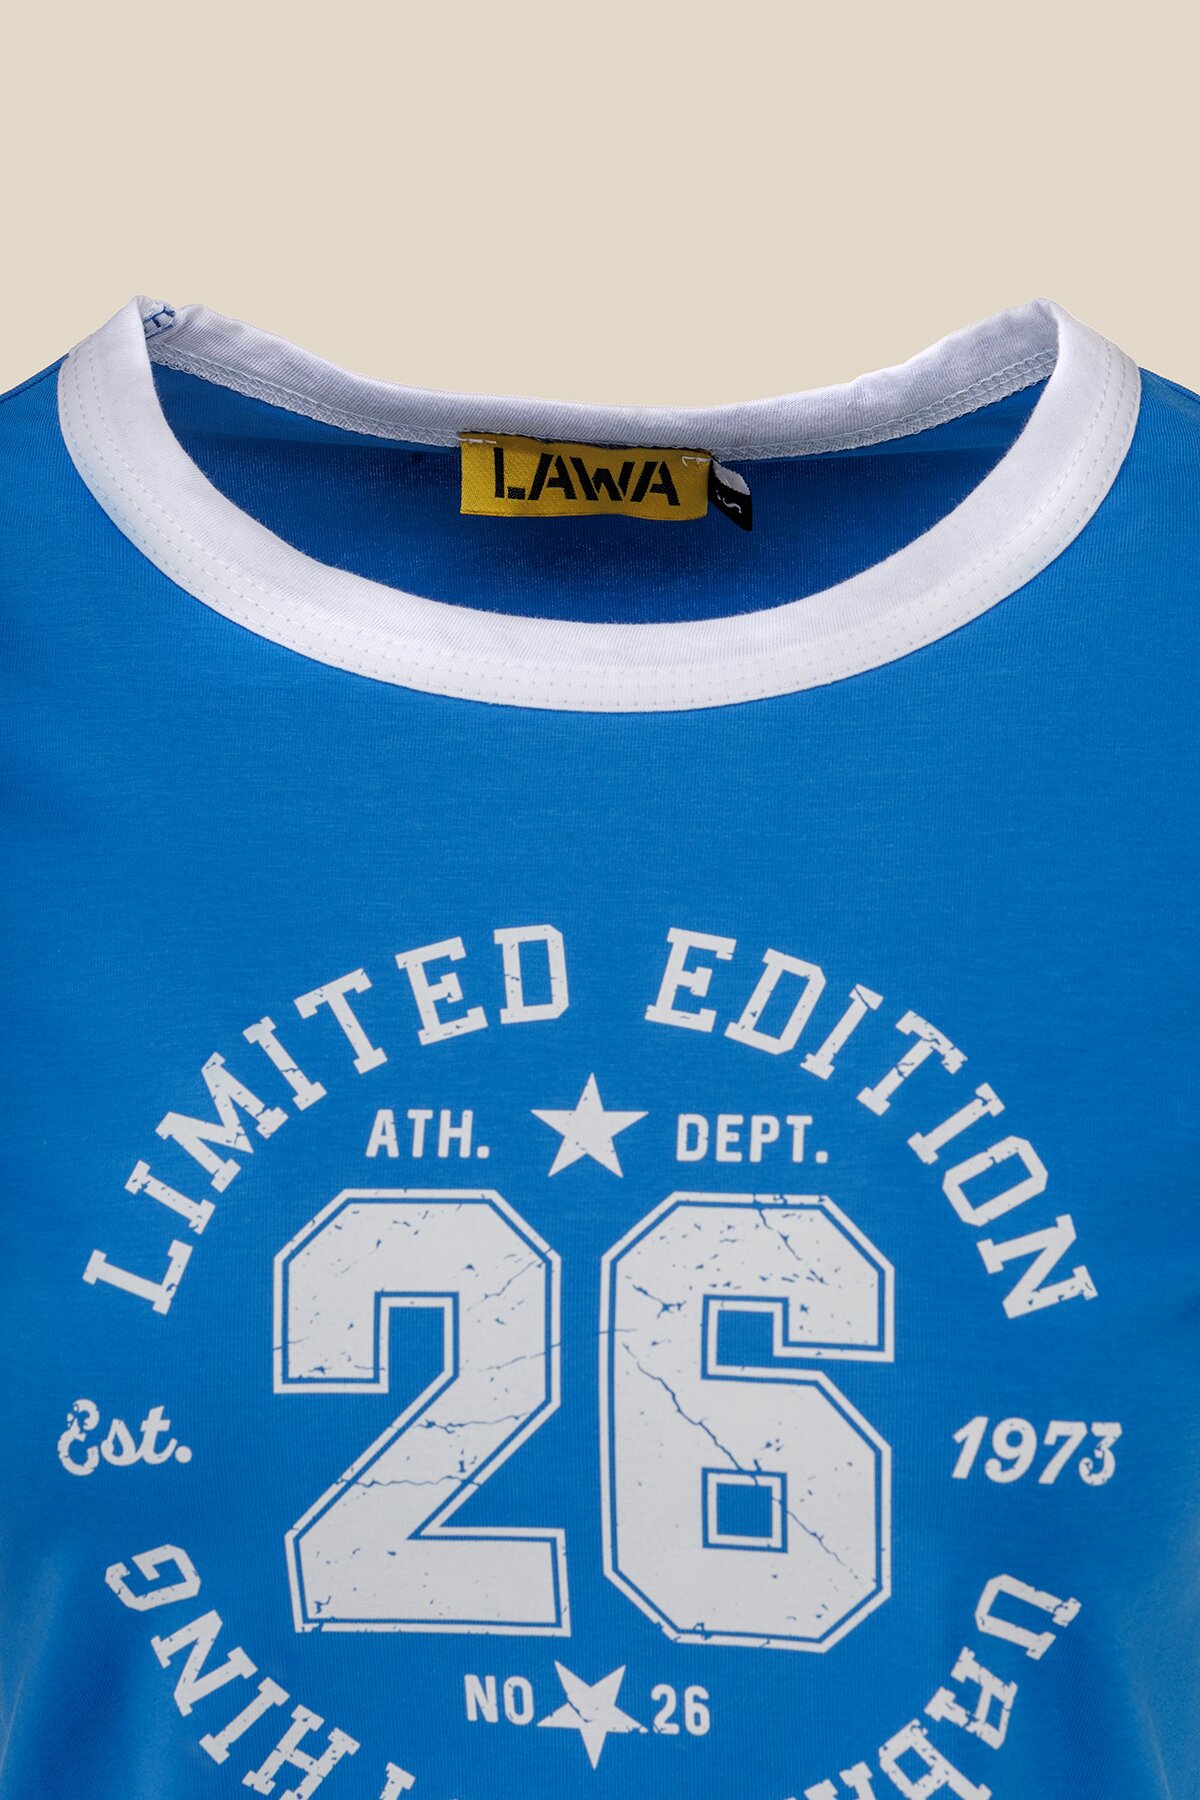 LAWA
S
LIMITED EDITION
ATH. DEPT.
26
Est. 1973
NO .26